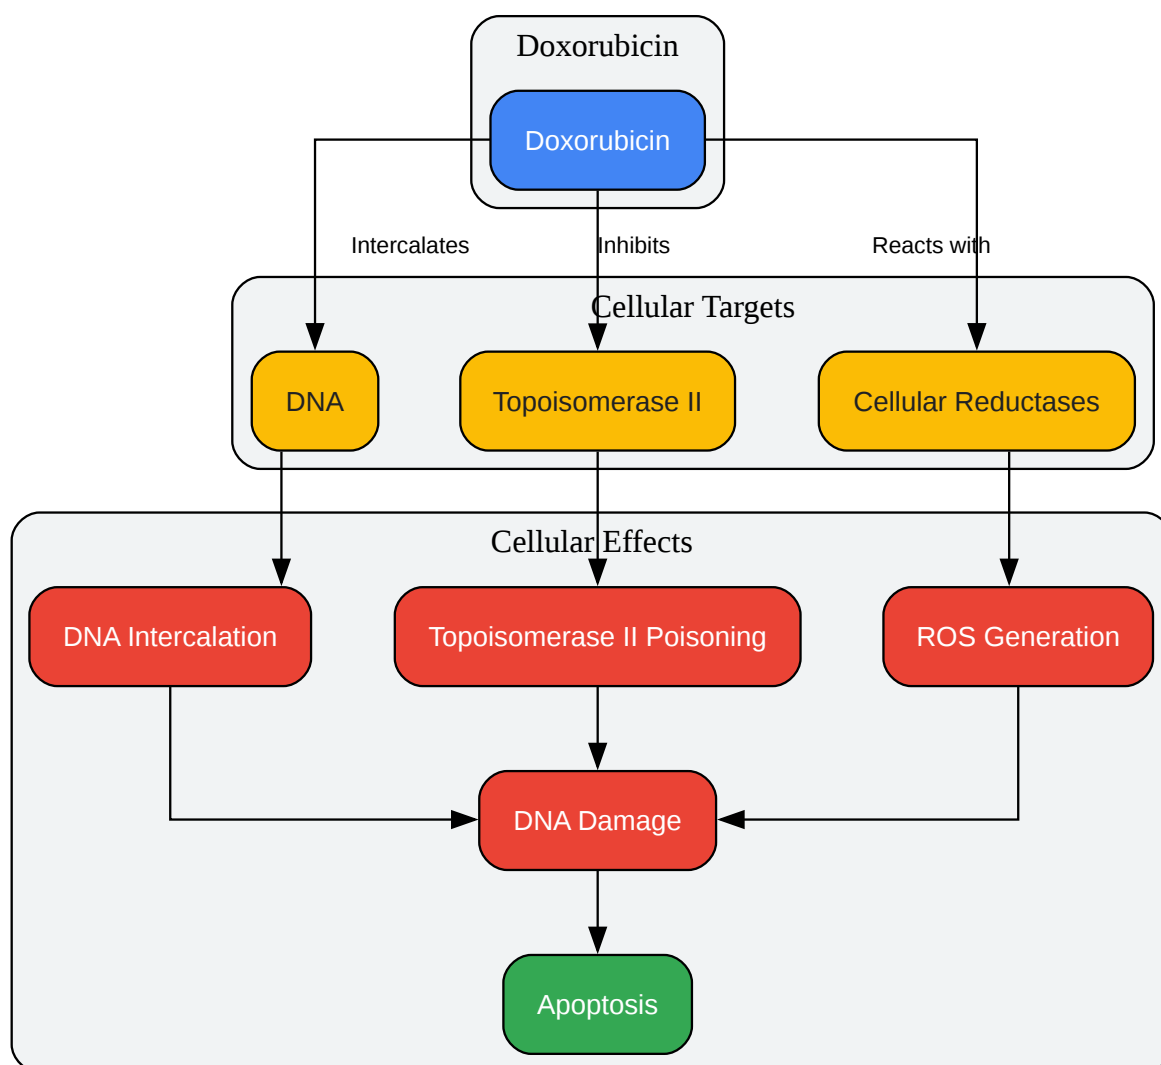 Doxorubicin
Doxorubicin
Intercalates
Inhibits
Reacts with
Cellular Targets
DNA
Topoisomerase II
Cellular Reductases
Cellular Effects
DNA Intercalation
Topoisomerase II Poisoning
ROS Generation
DNA Damage
Apoptosis